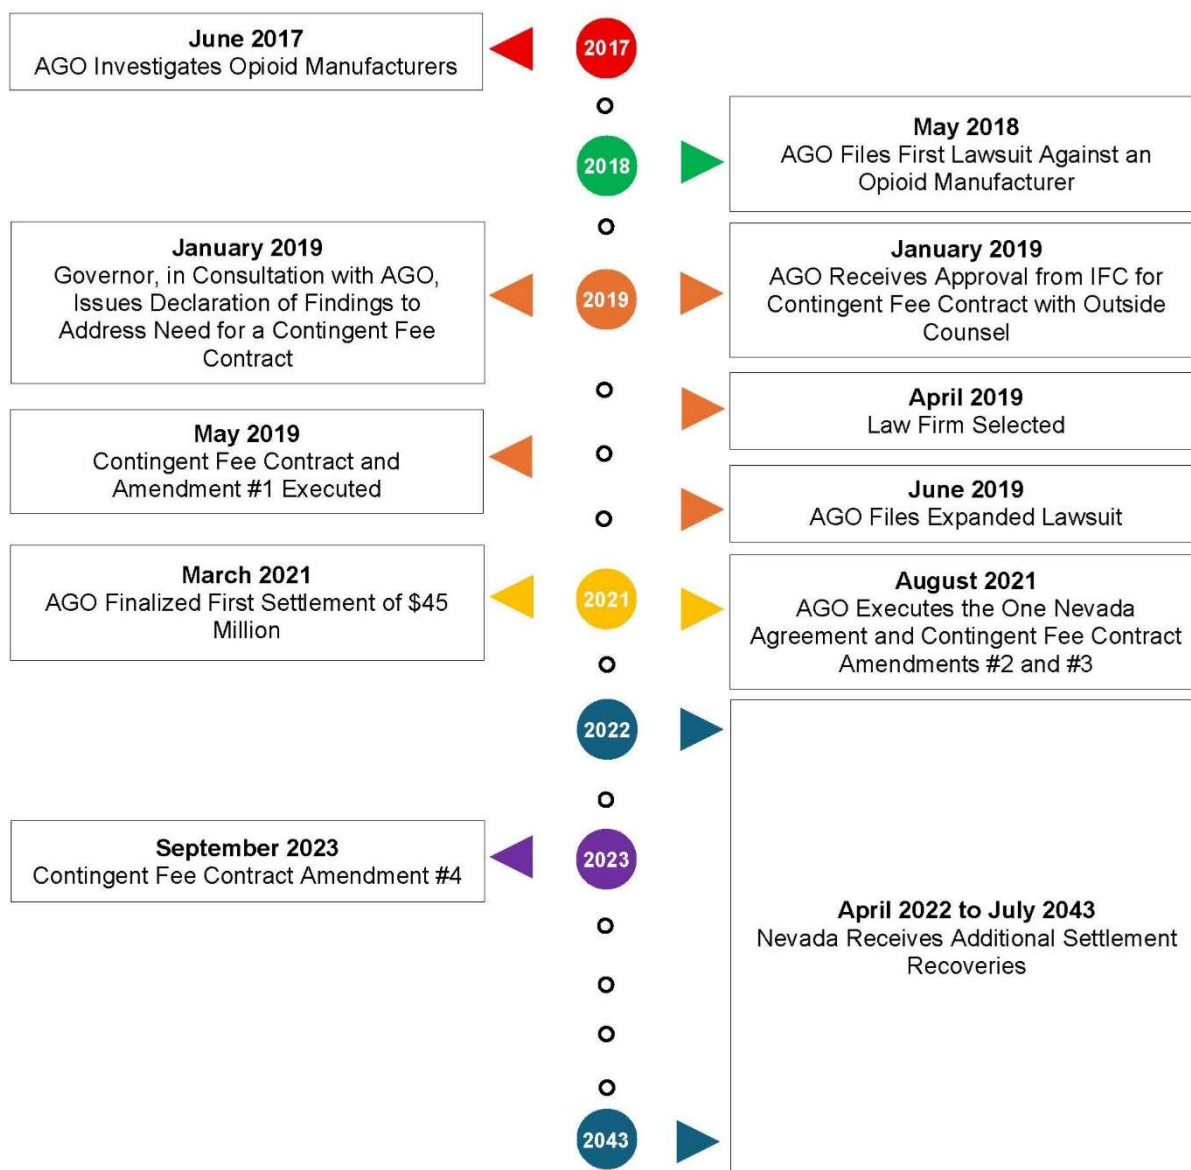 June 2017
AGO Investigates Opioid Manufacturers
2017
May 2018
AGO Files First Lawsuit Against an
Opioid Manufacturer
2018
January 2019
Governor, in Consultation with AGO,
Issues Declaration of Findings to
Address Need for a Contingent Fee
Contract
2019
January 2019
AGO Receives Approval from IFC for
Contingent Fee Contract with Outside
Counsel
April 2019
Law Firm Selected
May 2019
Contingent Fee Contract and
Amendment #1 Executed
June 2019
AGO Files Expanded Lawsuit
March 2021
AGO Finalized First Settlement of $45
Million
2021
August 2021
AGO Executes the One Nevada
Agreement and Contingent Fee Contract
Amendments #2 and #3
2022
September 2023
Contingent Fee Contract Amendment #4
2023
April 2022 to July 2043
Nevada Receives Additional Settlement
Recoveries
2043